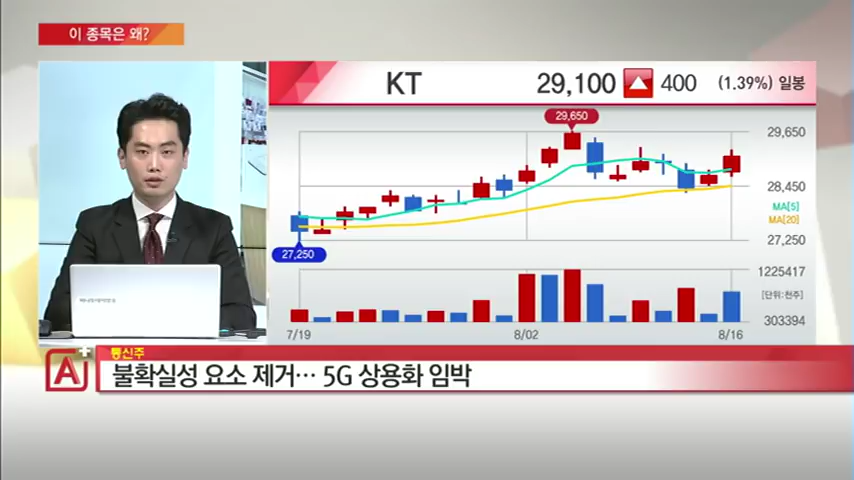 이 종목은 왜?
KT 29,100 400 (1.39%) 일봉
29,650
29,650
28,450
MA[5]
MA[20]
27,250
27,250
1225417
[단위:천주]
303394
7/19 8/02 8/16
A+
통신주
불확실성 요소 제거… 5G 상용화 임박